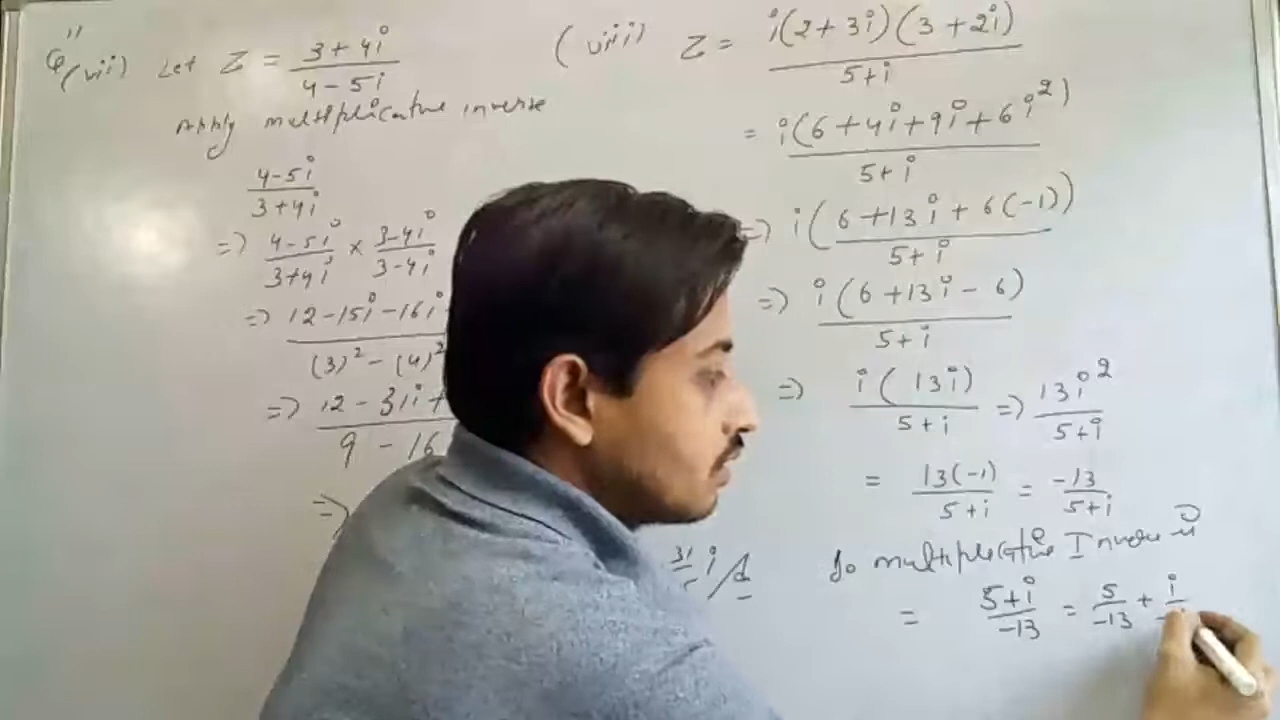 Q
(vii) Let Z = (3+4i)/(4-5i)
Apply multiplicative inverse
(4-5i)/(3+4i)
=> (4-5i)/(3+4i) × (3-4i)/(3-4i)
=> (12-15i-16i
(3)² - (4)²
=> 12-31i+
9 - 16
=>
31 i
(viii) Z = i(2+3i)(3+2i)/(5+i)
= i(6+4i+9i+6i²)/(5+i)
=> i(6+13i+6(-1))/(5+i)
=> i(6+13i-6)/(5+i)
=> i(13i)/(5+i) => 13i²/(5+i)
= 13(-1)/(5+i) = -13/(5+i)
So multiplicative Inverse is
= (5+i)/-13 = 5/-13 + i/